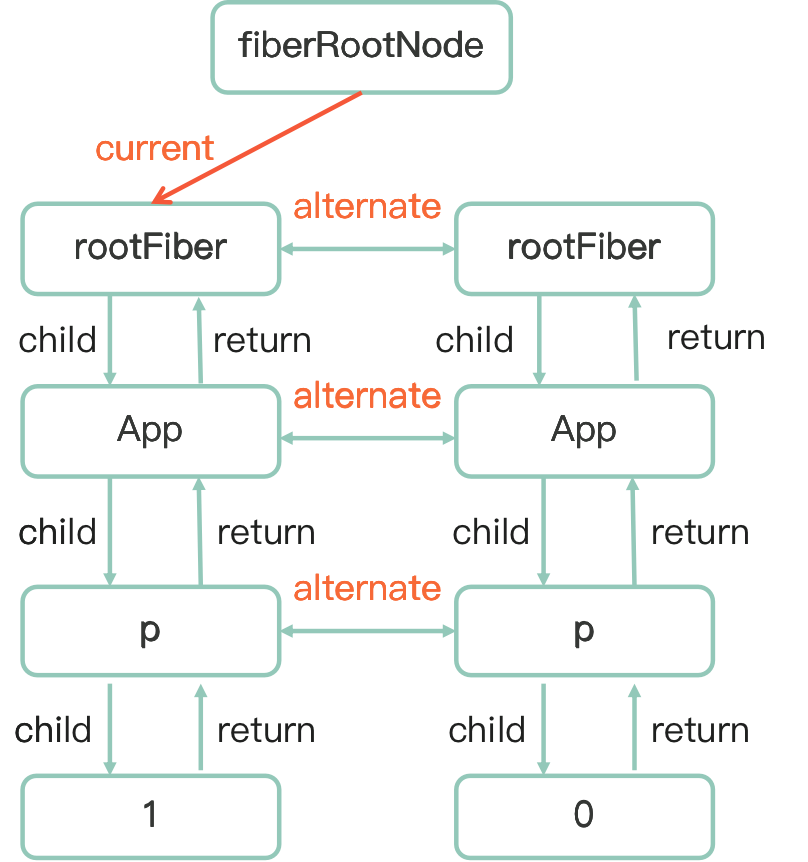 fiberRootNode
current
alternate
rootFiber
rootFiber
child
return
child
return
alternate
App
App
child
return
child
return
alternate
p
p
child
return
child
return
1
0